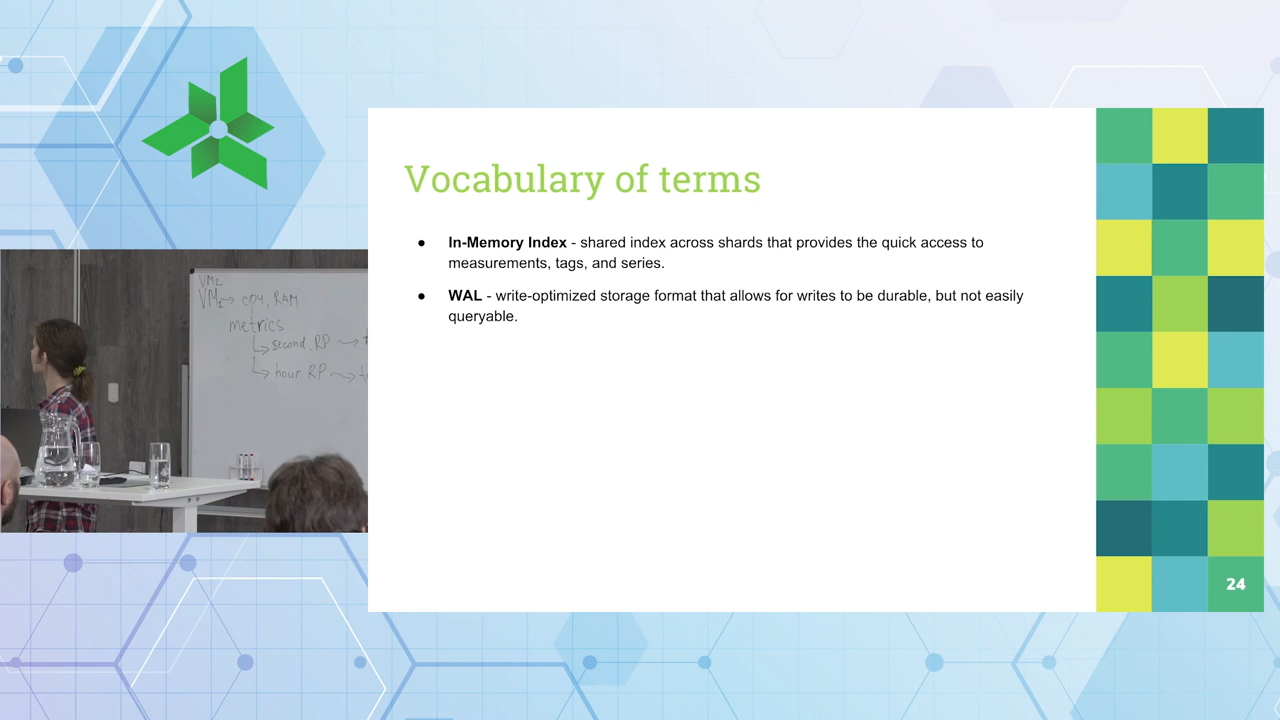 Vocabulary of terms
● In-Memory Index - shared index across shards that provides the quick access to
measurements, tags, and series.
● WAL - write-optimized storage format that allows for writes to be durable, but not easily
queryable.
24
VM2
VM1→ CPU, RAM
metrics
↳ second RP
↳ hour RP